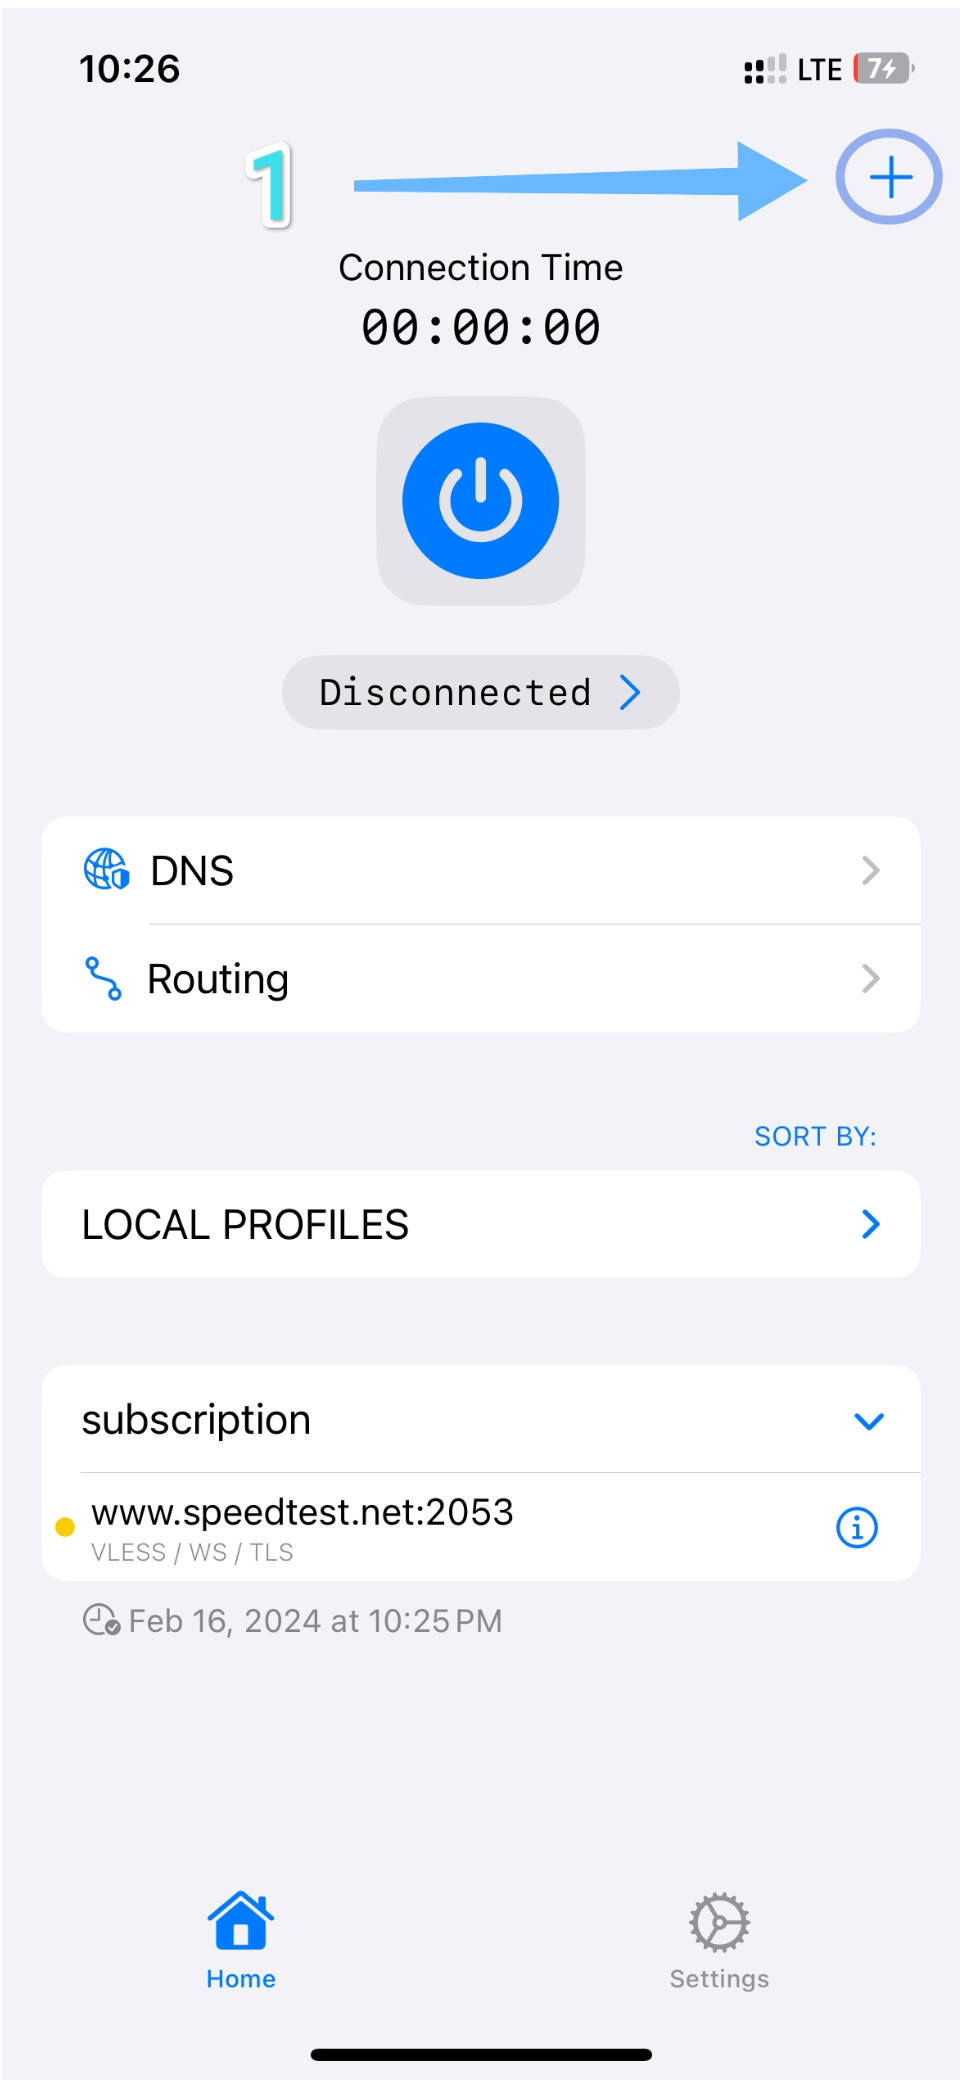 10:26
LTE 7
1
Connection Time
00:00:00
Disconnected
DNS
Routing
SORT BY:
LOCAL PROFILES
subscription
www.speedtest.net:2053
VLESS / WS / TLS
Feb 16, 2024 at 10:25 PM
Home
Settings